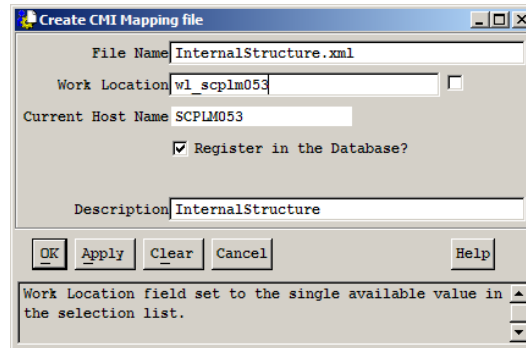 Create CMI Mapping file
File Name InternalStructure.xml
Work Location wl_scplm053
Current Host Name SCPLM053
Register in the Database?
Description InternalStructure
OK Apply Clear Cancel Help
Work Location field set to the single available value in
the selection list.